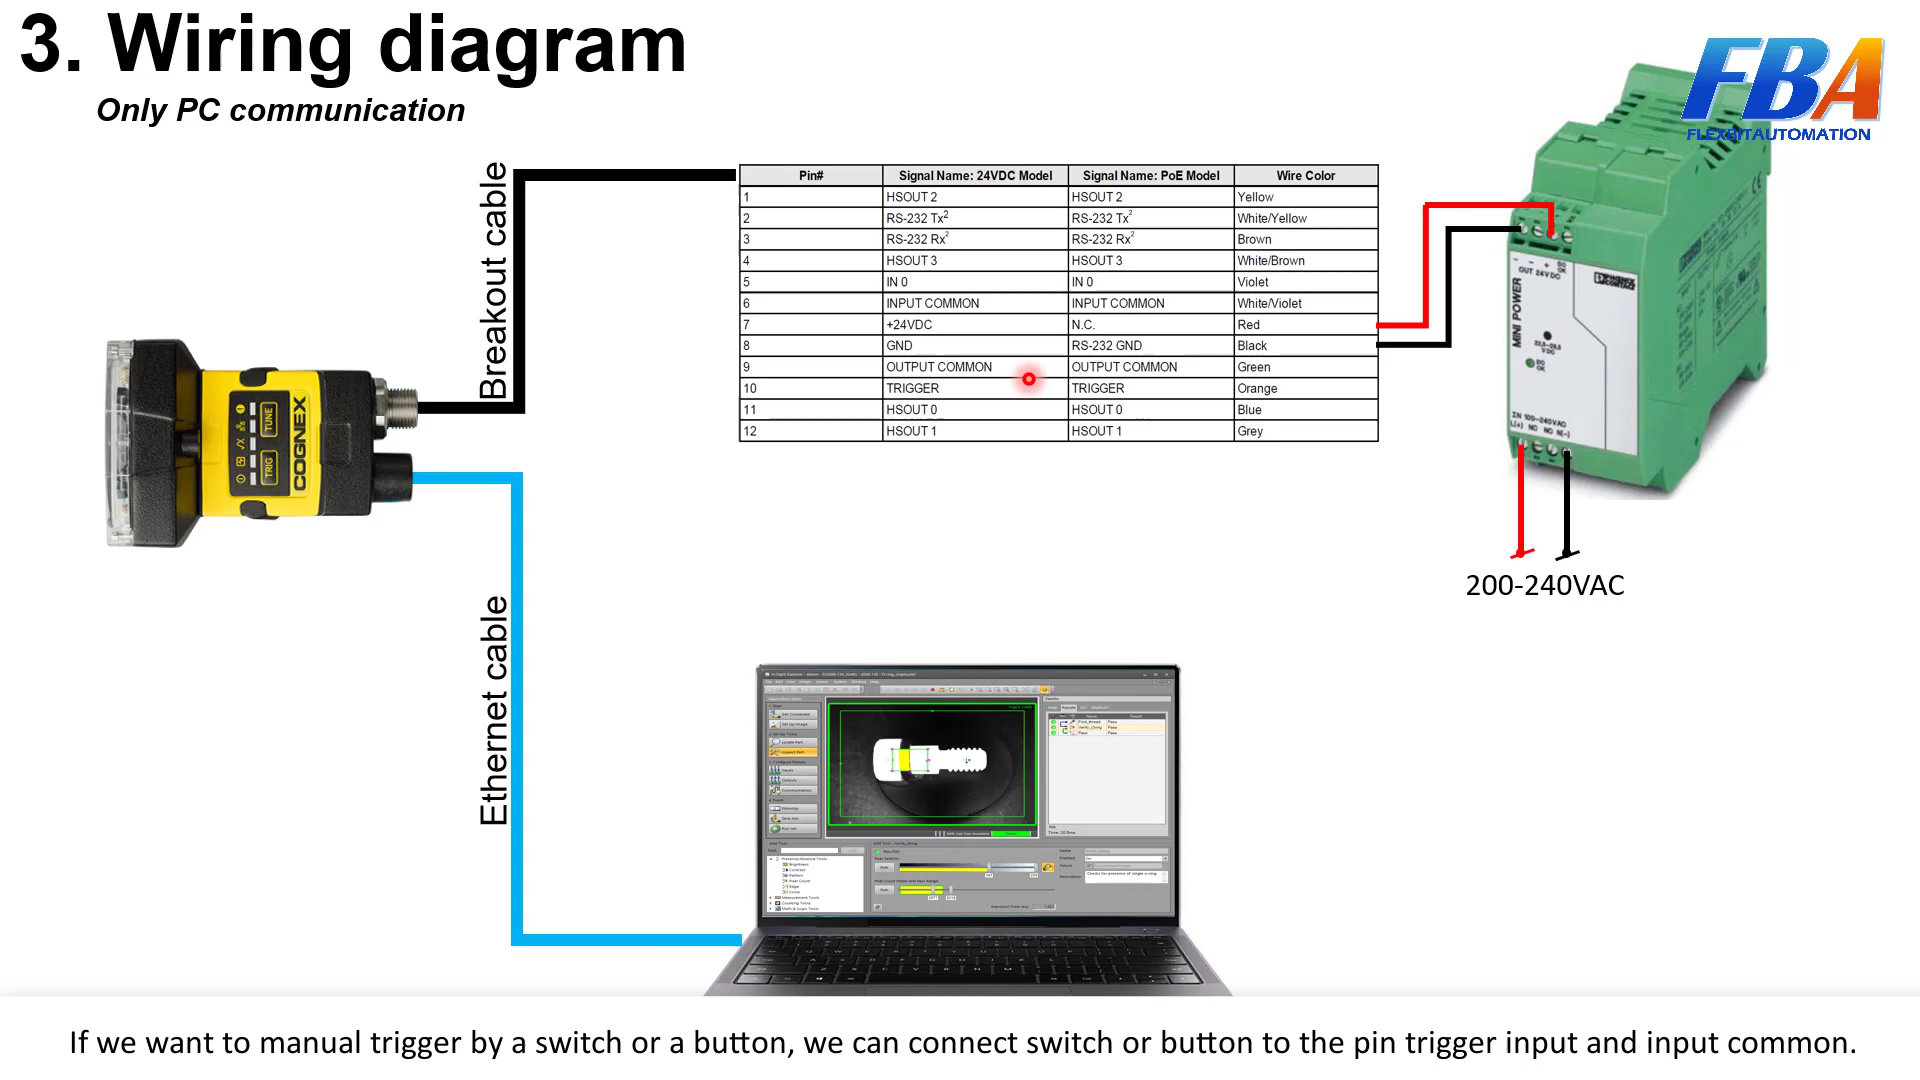 3. Wiring diagram
Only PC communication
FBA
FLEXBITAUTOMATION
Breakout cable
Pin# Signal Name: 24VDC Model Signal Name: PoE Model Wire Color
1 HSOUT 2 HSOUT 2 Yellow
2 RS-232 Tx2 RS-232 Tx2 White/Yellow
3 RS-232 Rx2 RS-232 Rx2 Brown
4 HSOUT 3 HSOUT 3 White/Brown
5 IN 0 IN 0 Violet
6 INPUT COMMON INPUT COMMON White/Violet
7 +24VDC N.C. Red
8 GND RS-232 GND Black
9 OUTPUT COMMON OUTPUT COMMON Green
10 TRIGGER TRIGGER Orange
11 HSOUT 0 HSOUT 0 Blue
12 HSOUT 1 HSOUT 1 Grey
OUT 24VDC
MINI POWER
COGNEX
TUNE
TRIG
200-240VAC
Ethernet cable
If we want to manual trigger by a switch or a button, we can connect switch or button to the pin trigger input and input common.